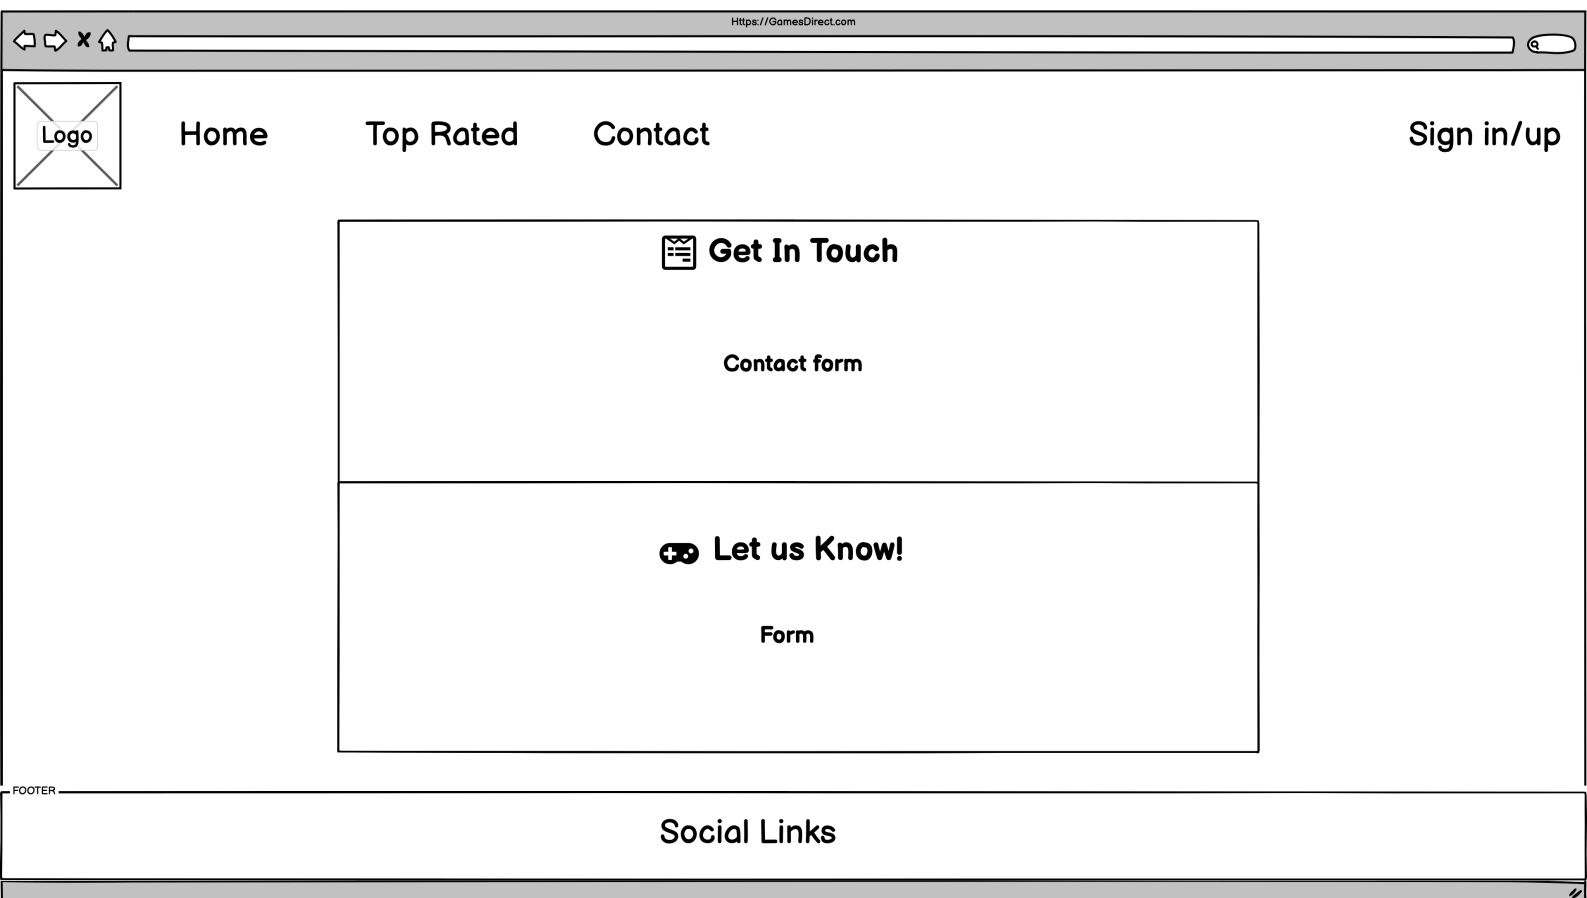 Https://GamesDirect.com
Logo
Home
Top Rated
Contact
Sign in/up
Get In Touch
Contact form
Let us Know!
Form
FOOTER
Social Links